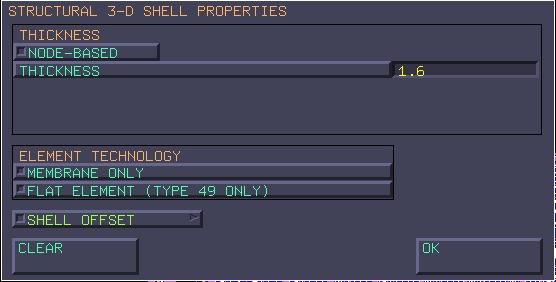 STRUCTURAL 3-D SHELL PROPERTIES
THICKNESS
NODE-BASED
THICKNESS 1.6
ELEMENT TECHNOLOGY
MEMBRANE ONLY
FLAT ELEMENT (TYPE 49 ONLY)
SHELL OFFSET
CLEAR OK